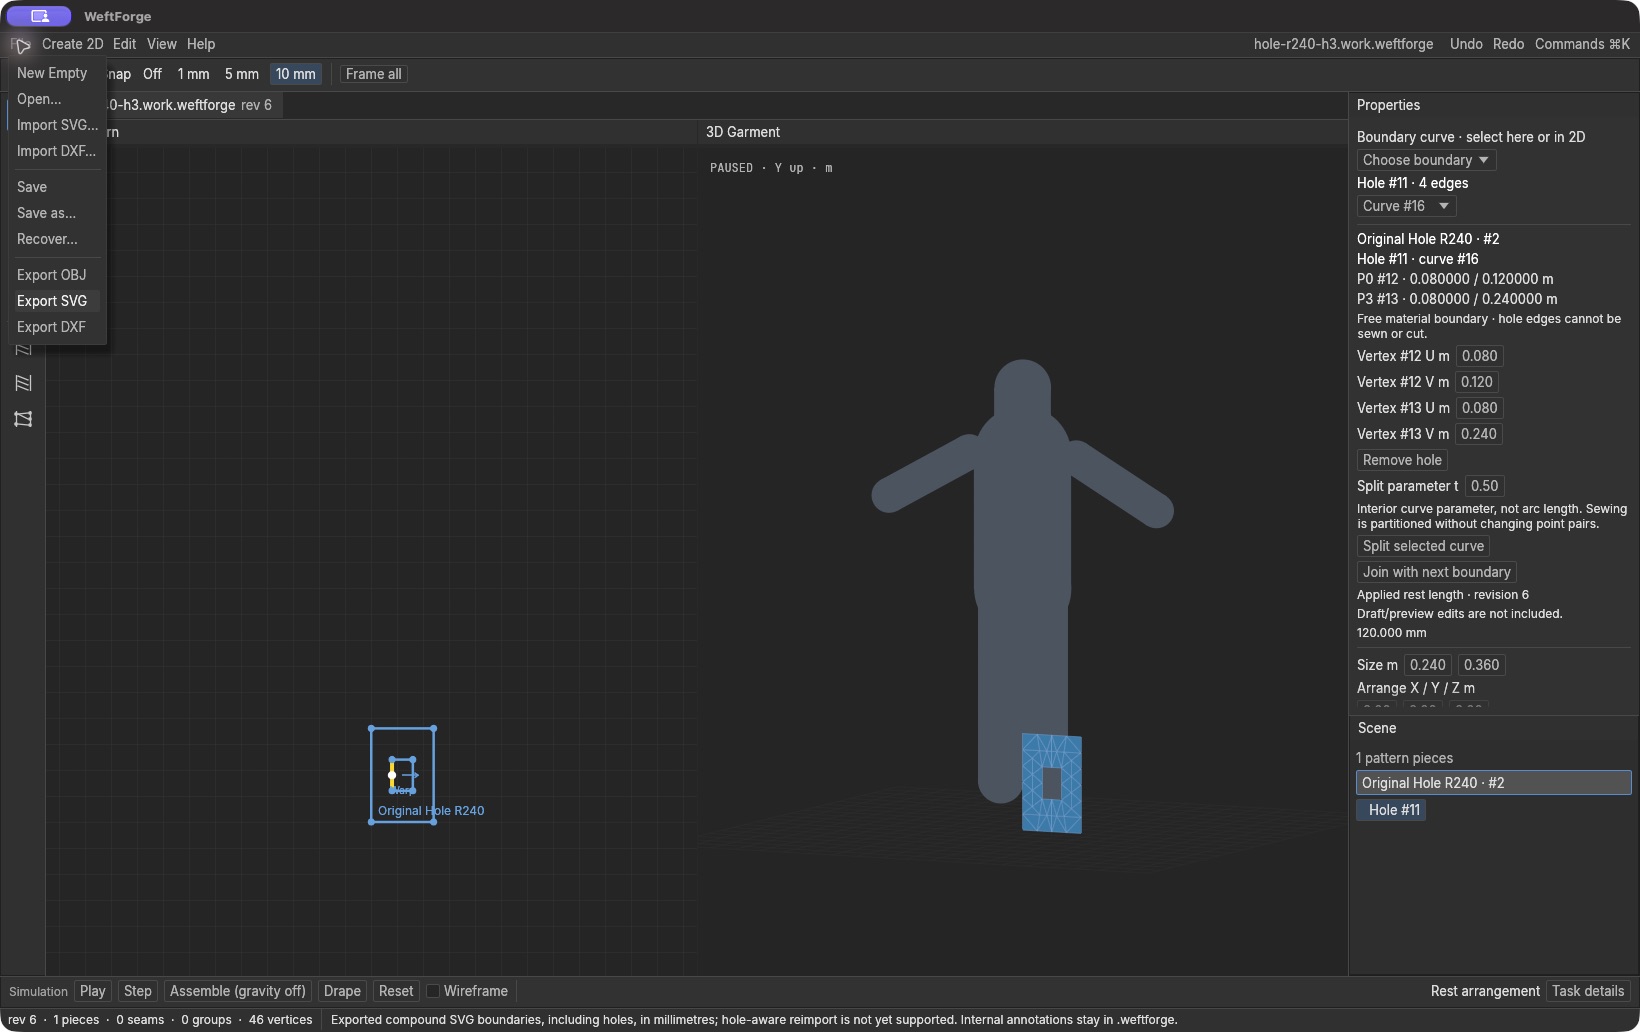 WeftForge
Create 2D Edit View Help
hole-r240-h3.work.weftforge Undo Redo Commands ⌘K
New Empty
Open...
Import SVG...
Import DXF...
Save
Save as...
Recover...
Export OBJ
Export SVG
Export DXF
Off 1 mm 5 mm 10 mm Frame all
0-h3.work.weftforge rev 6
3D Garment
PAUSED · Y up · m
Original Hole R240
Properties
Boundary curve · select here or in 2D
Choose boundary
Hole #11 · 4 edges
Curve #16
Original Hole R240 · #2
Hole #11 · curve #16
P0 #12 · 0.080000 / 0.120000 m
P3 #13 · 0.080000 / 0.240000 m
Free material boundary · hole edges cannot be
sewn or cut.
Vertex #12 U m 0.080
Vertex #12 V m 0.120
Vertex #13 U m 0.080
Vertex #13 V m 0.240
Remove hole
Split parameter t 0.50
Interior curve parameter, not arc length. Sewing
is partitioned without changing point pairs.
Split selected curve
Join with next boundary
Applied rest length · revision 6
Draft/preview edits are not included.
120.000 mm
Size m 0.240 0.360
Arrange X / Y / Z m
Scene
1 pattern pieces
Original Hole R240 · #2
Hole #11
Simulation Play Step Assemble (gravity off) Drape Reset Wireframe
Rest arrangement Task details
rev 6 · 1 pieces · 0 seams · 0 groups · 46 vertices
Exported compound SVG boundaries, including holes, in millimetres; hole-aware reimport is not yet supported. Internal annotations stay in .weftforge.